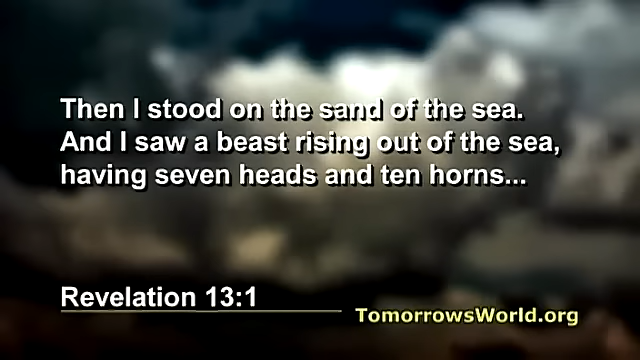 Then I stood on the sand of the sea.
And I saw a beast rising out of the sea,
having seven heads and ten horns...
Revelation 13:1
TomorrowsWorld.org